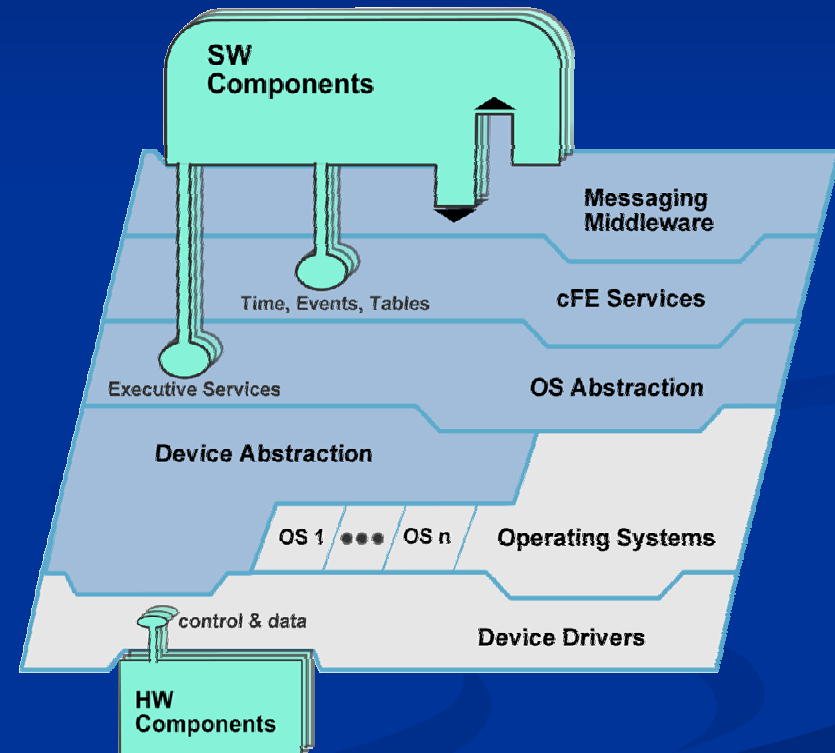 SW
Components
Messaging
Middleware
Time, Events, Tables
cFE Services
Executive Services
OS Abstraction
Device Abstraction
OS 1 ●●● OS n
Operating Systems
control & data
Device Drivers
HW
Components